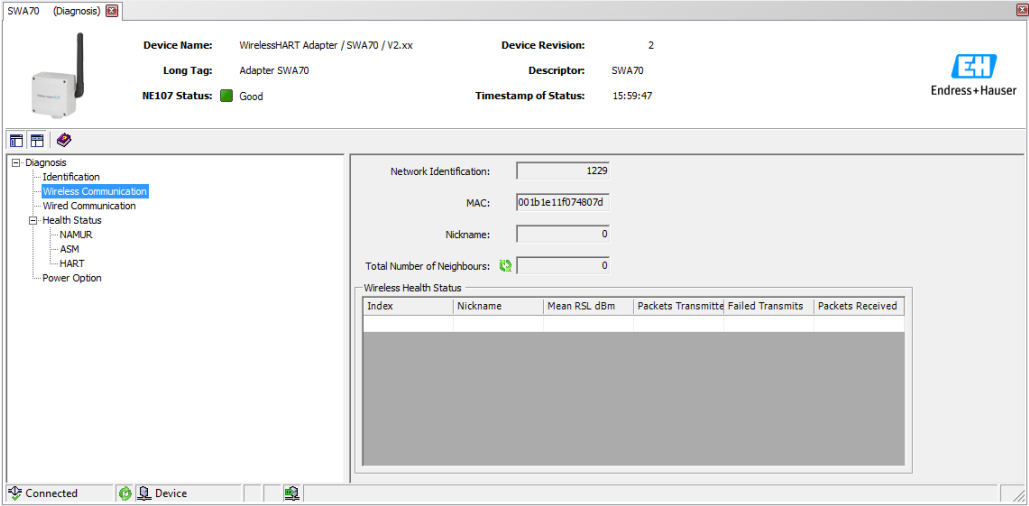 SWA70 (Diagnosis)
Device Name: WirelessHART Adapter / SWA70 / V2.xx Device Revision: 2
Long Tag: Adapter SWA70 Descriptor: SWA70
NE107 Status: Good Timestamp of Status: 15:59:47
EH
Endress+Hauser
Diagnosis
Identification
Wireless Communication
Wired Communication
Health Status
NAMUR
ASM
HART
Power Option
Network Identification: 1229
MAC: 001b1e11f074807d
Nickname: 0
Total Number of Neighbours: 0
Wireless Health Status
Index Nickname Mean RSL dBm Packets Transmitte Failed Transmits Packets Received
Connected Device